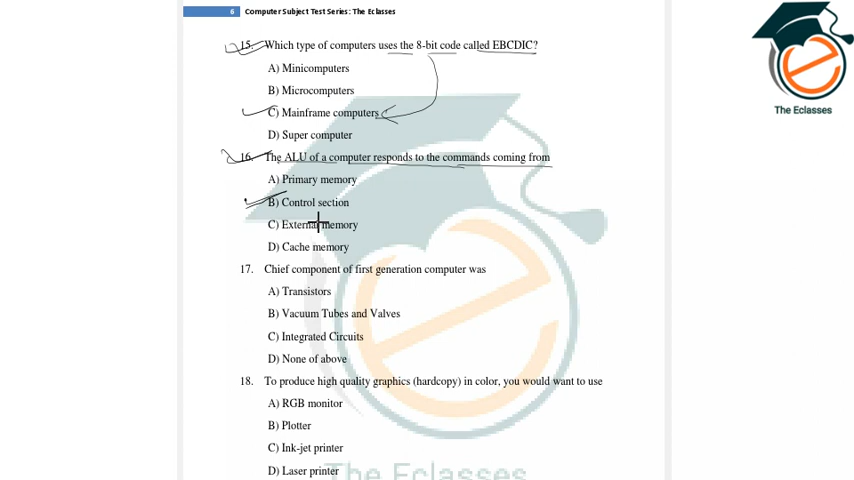 6 Computer Subject Test Series: The Eclasses
15. Which type of computers uses the 8-bit code called EBCDIC?
A) Minicomputers
B) Microcomputers
C) Mainframe computers
D) Super computer
16. The ALU of a computer responds to the commands coming from
A) Primary memory
B) Control section
C) External memory
D) Cache memory
17. Chief component of first generation computer was
A) Transistors
B) Vacuum Tubes and Valves
C) Integrated Circuits
D) None of above
18. To produce high quality graphics (hardcopy) in color, you would want to use
A) RGB monitor
B) Plotter
C) Ink-jet printer
D) Laser printer
The Eclasses
The Eclasses